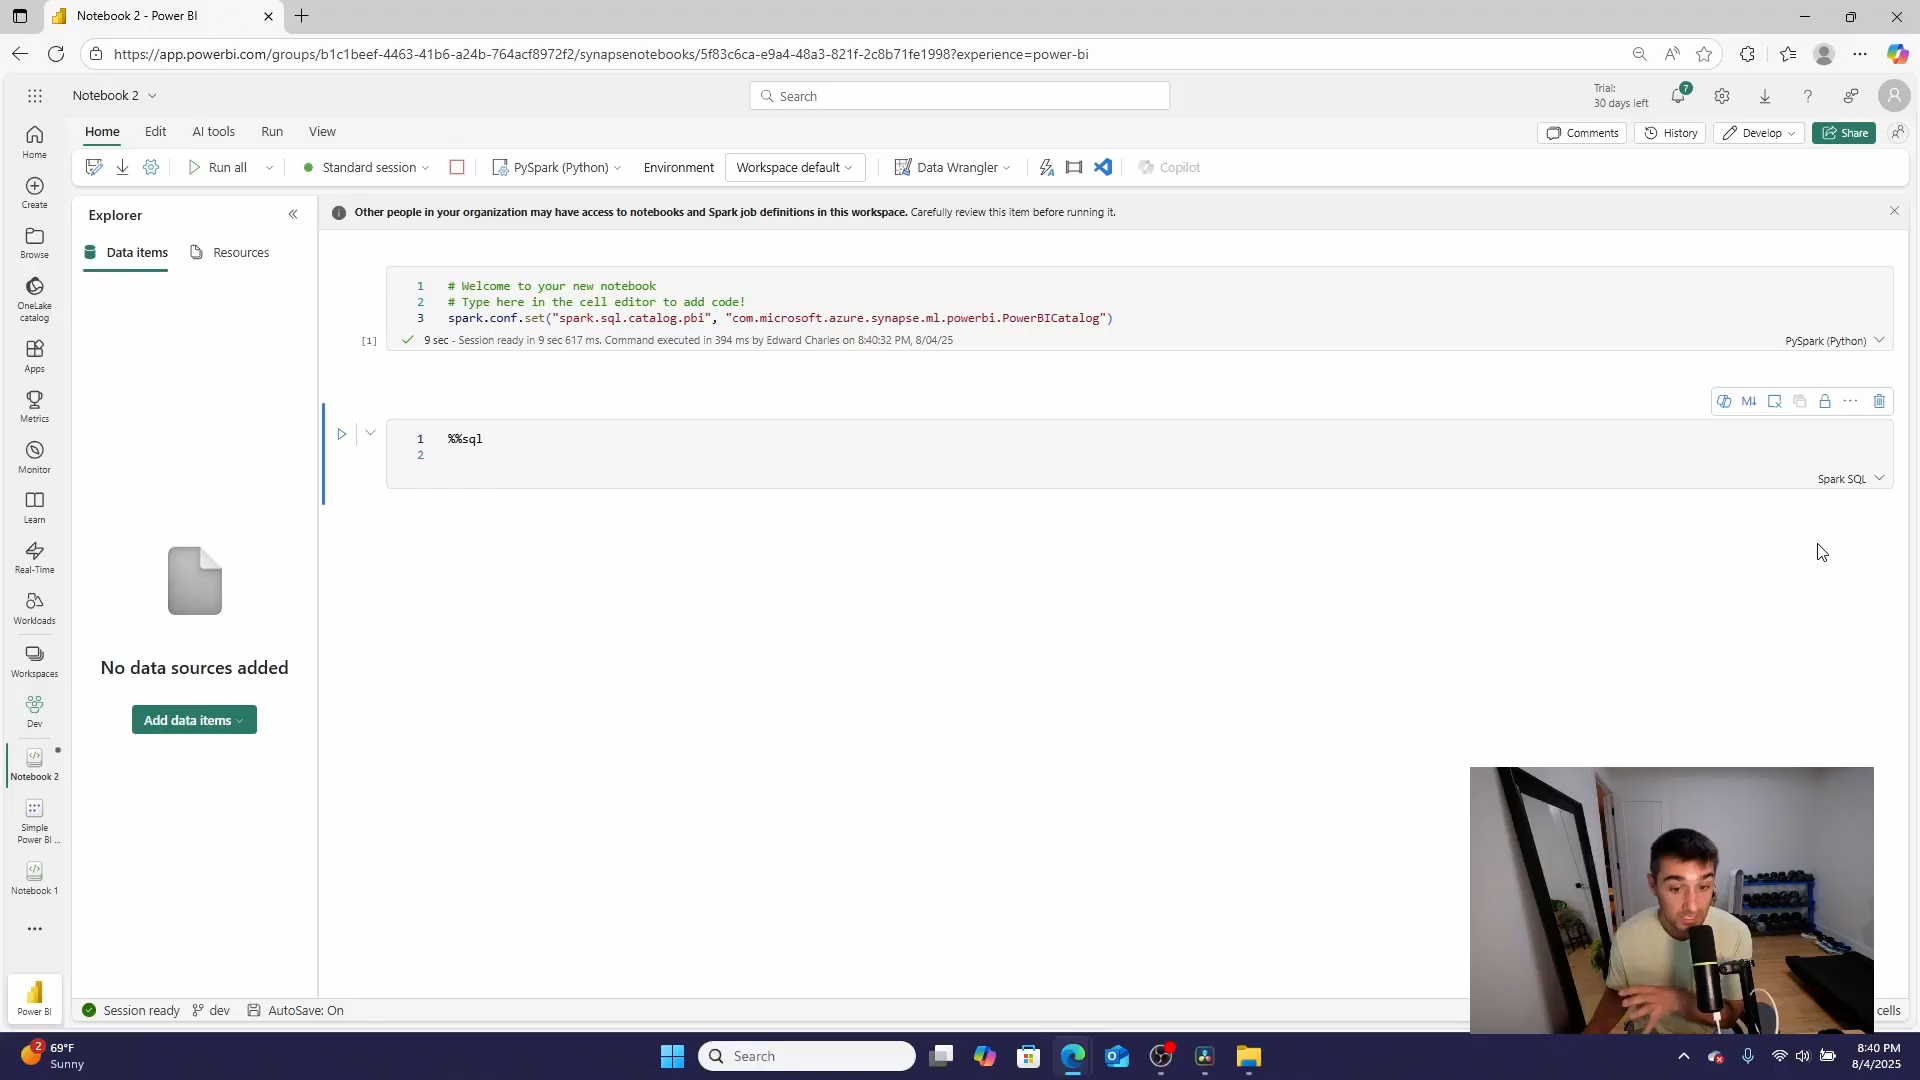 Notebook 2 - Power BI
https://app.powerbi.com/groups/b1c1beef-4463-41b6-a24b-764acf8972f2/synapsenotebooks/5f83c6ca-e9a4-48a3-821f-2c8b71fe1998?experience=power-bi
Notebook 2
Search
Trial:
30 days left
7
Home
Edit
AI tools
Run
View
Comments
History
Develop
Share
Run all
Standard session
PySpark (Python)
Environment
Workspace default
Data Wrangler
Copilot
Home
Create
Browse
OneLake
catalog
Apps
Metrics
Monitor
Learn
Real-Time
Workloads
Workspaces
Dev
Notebook 2
Simple
Power BI ...
Notebook 1
Power BI
Explorer
Data items
Resources
No data sources added
Add data items
Other people in your organization may have access to notebooks and Spark job definitions in this workspace. Carefully review this item before running it.
1 # Welcome to your new notebook
2 # Type here in the cell editor to add code!
3 spark.conf.set("spark.sql.catalog.pbi", "com.microsoft.azure.synapse.ml.powerbi.PowerBICatalog")
[1] 9 sec - Session ready in 9 sec 617 ms. Command executed in 394 ms by Edward Charles on 8:40:32 PM, 8/04/25
PySpark (Python)
M↓
1 %%sql
2
Spark SQL
Session ready
dev
AutoSave: On
cells
2
69°F
Sunny
Search
8:40 PM
8/4/2025